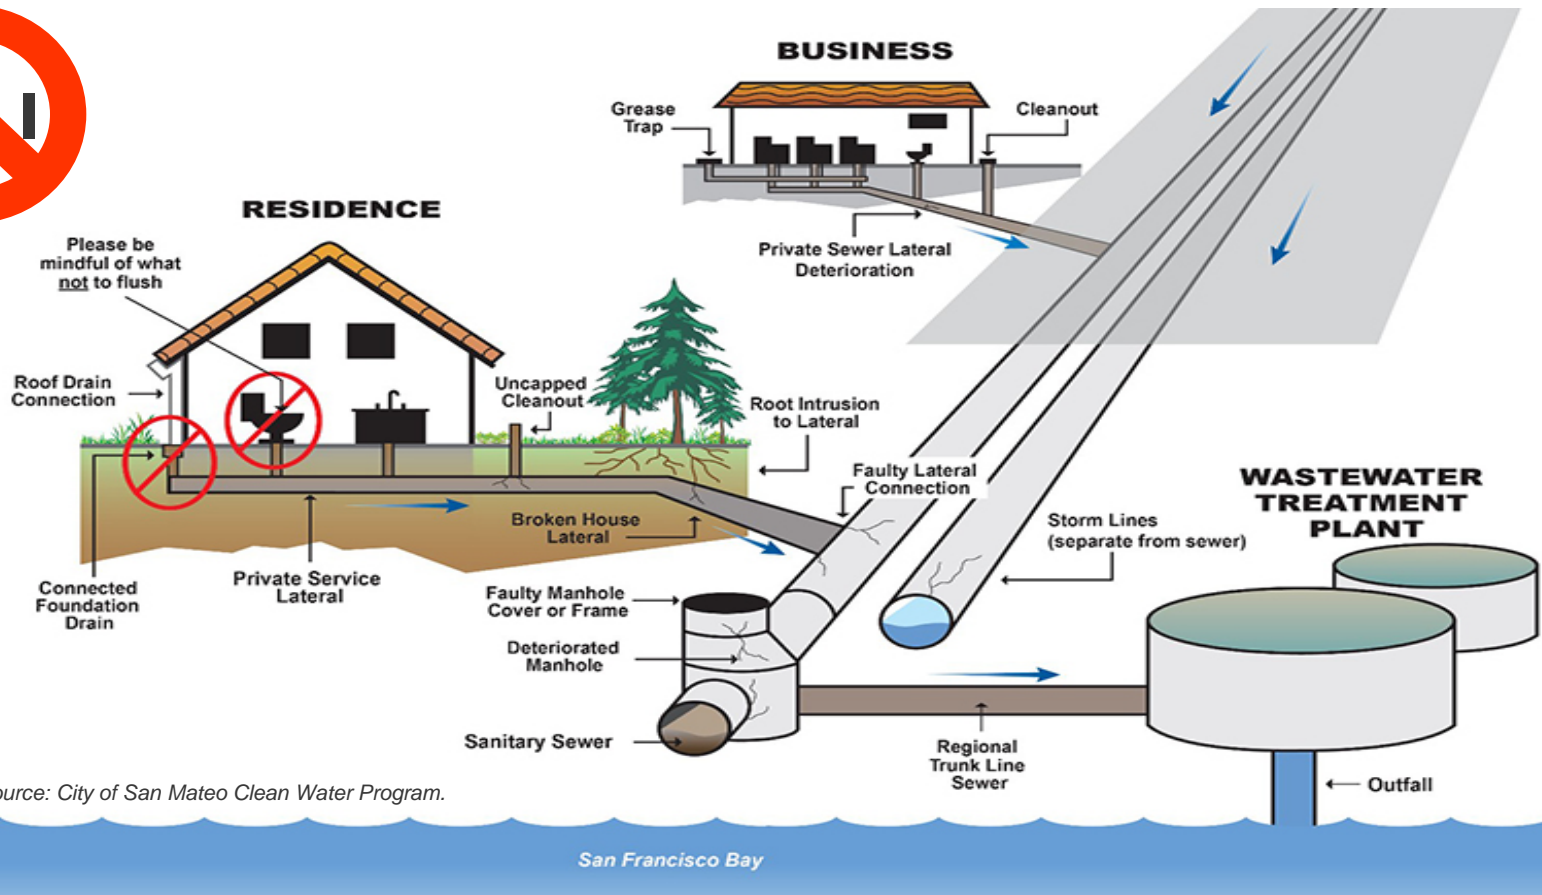 BUSINESS
Grease
Trap
Cleanout
Private Sewer Lateral
Deterioration
RESIDENCE
Please be
mindful of what
not to flush
Roof Drain
Connection
Uncapped
Cleanout
Root Intrusion
to Lateral
Faulty Lateral
Connection
Broken House
Lateral
Storm Lines
(separate from sewer)
WASTEWATER
TREATMENT
PLANT
Connected
Foundation
Drain
Private Service
Lateral
Faulty Manhole
Cover or Frame
Deteriorated
Manhole
Sanitary Sewer
Regional
Trunk Line
Sewer
Outfall
ource: City of San Mateo Clean Water Program.
San Francisco Bay